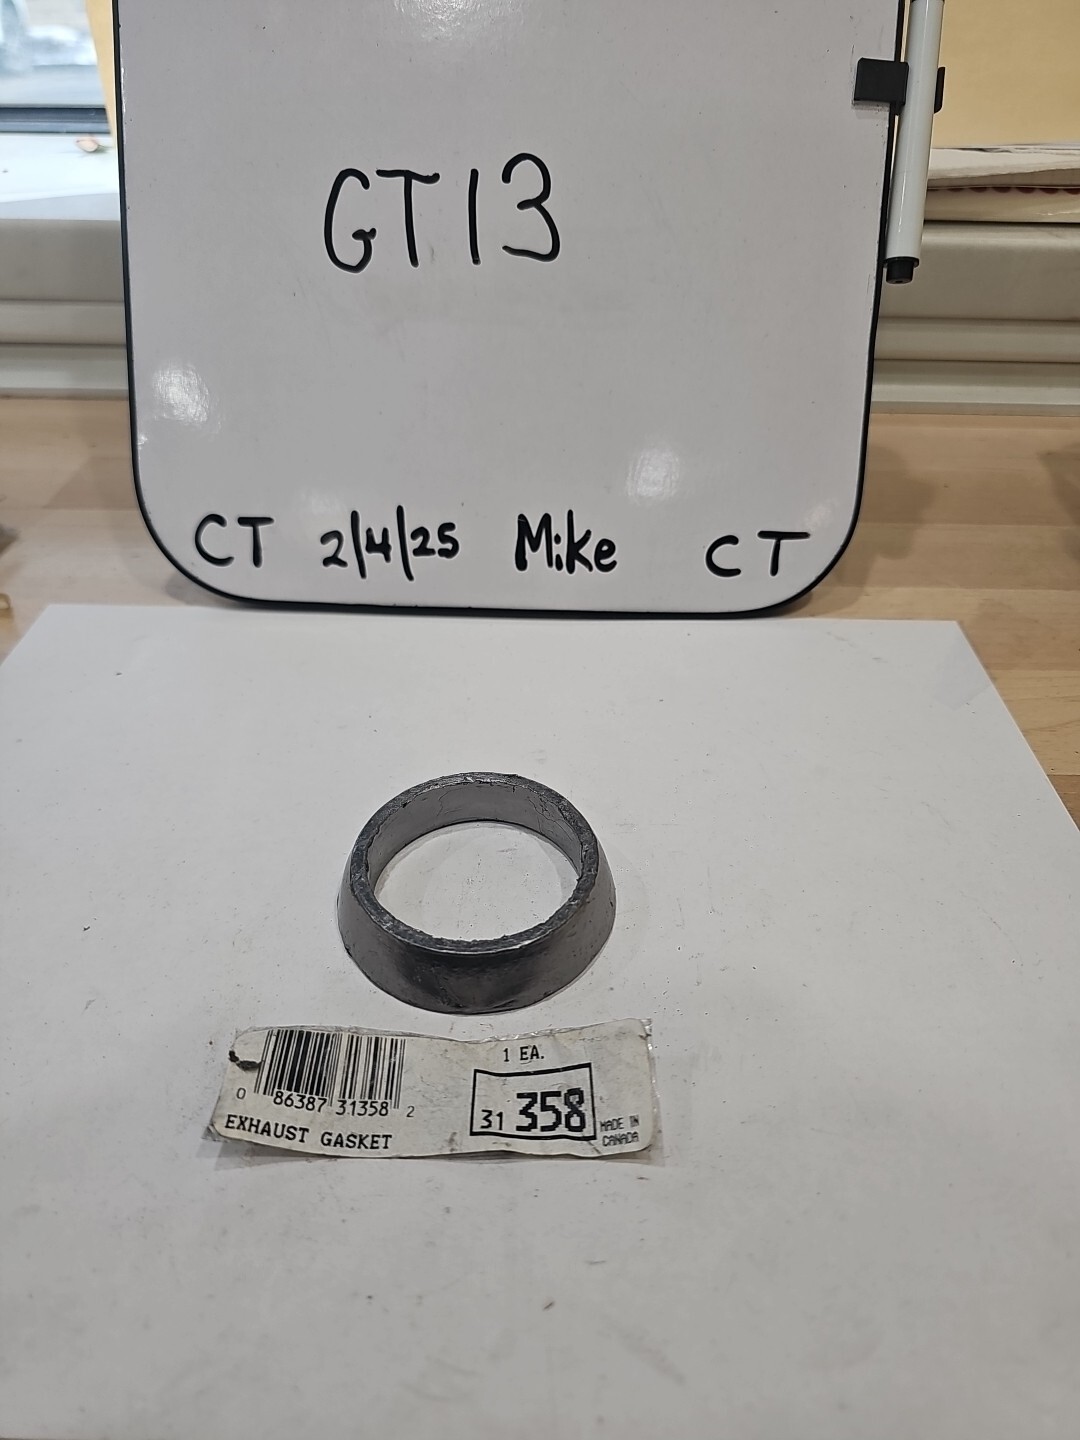 GT13
CT 2/4/25 Mike CT
1 EA.
0 86387 31358 2
31 358
MADE IN
CANADA
EXHAUST GASKET